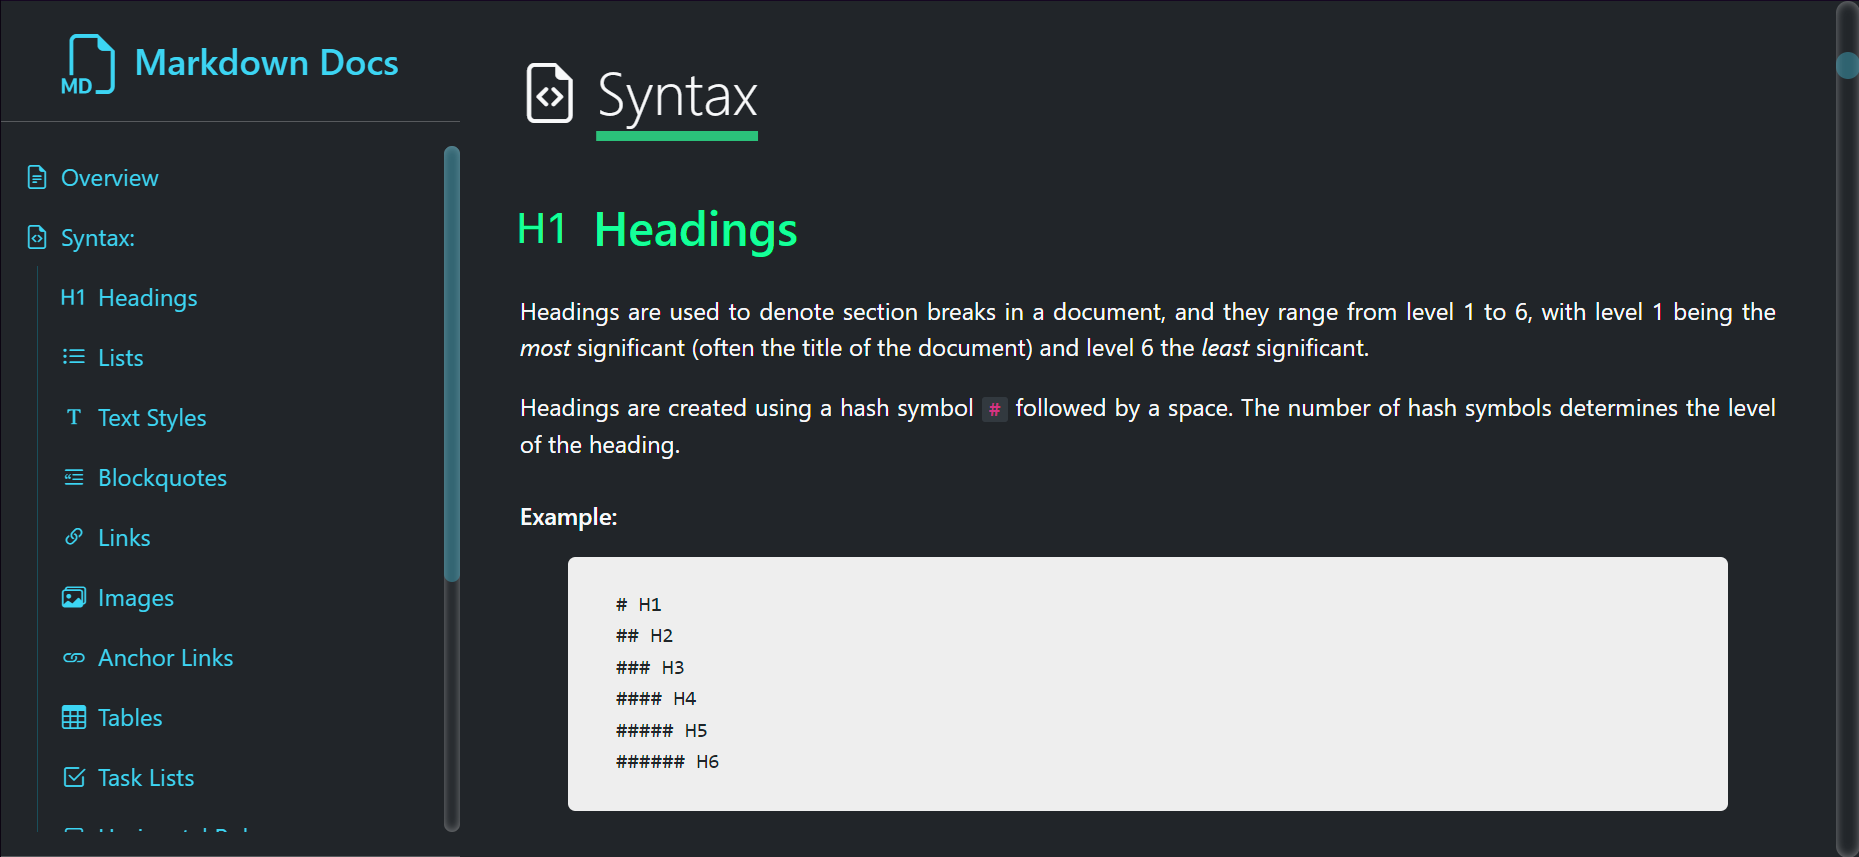 MD Markdown Docs
Overview
Syntax:
H1 Headings
Lists
T Text Styles
Blockquotes
Links
Images
Anchor Links
Tables
Task Lists
Syntax
H1 Headings
Headings are used to denote section breaks in a document, and they range from level 1 to 6, with level 1 being the
most significant (often the title of the document) and level 6 the least significant.
Headings are created using a hash symbol # followed by a space. The number of hash symbols determines the level
of the heading.
Example:
# H1
## H2
### H3
#### H4
##### H5
###### H6